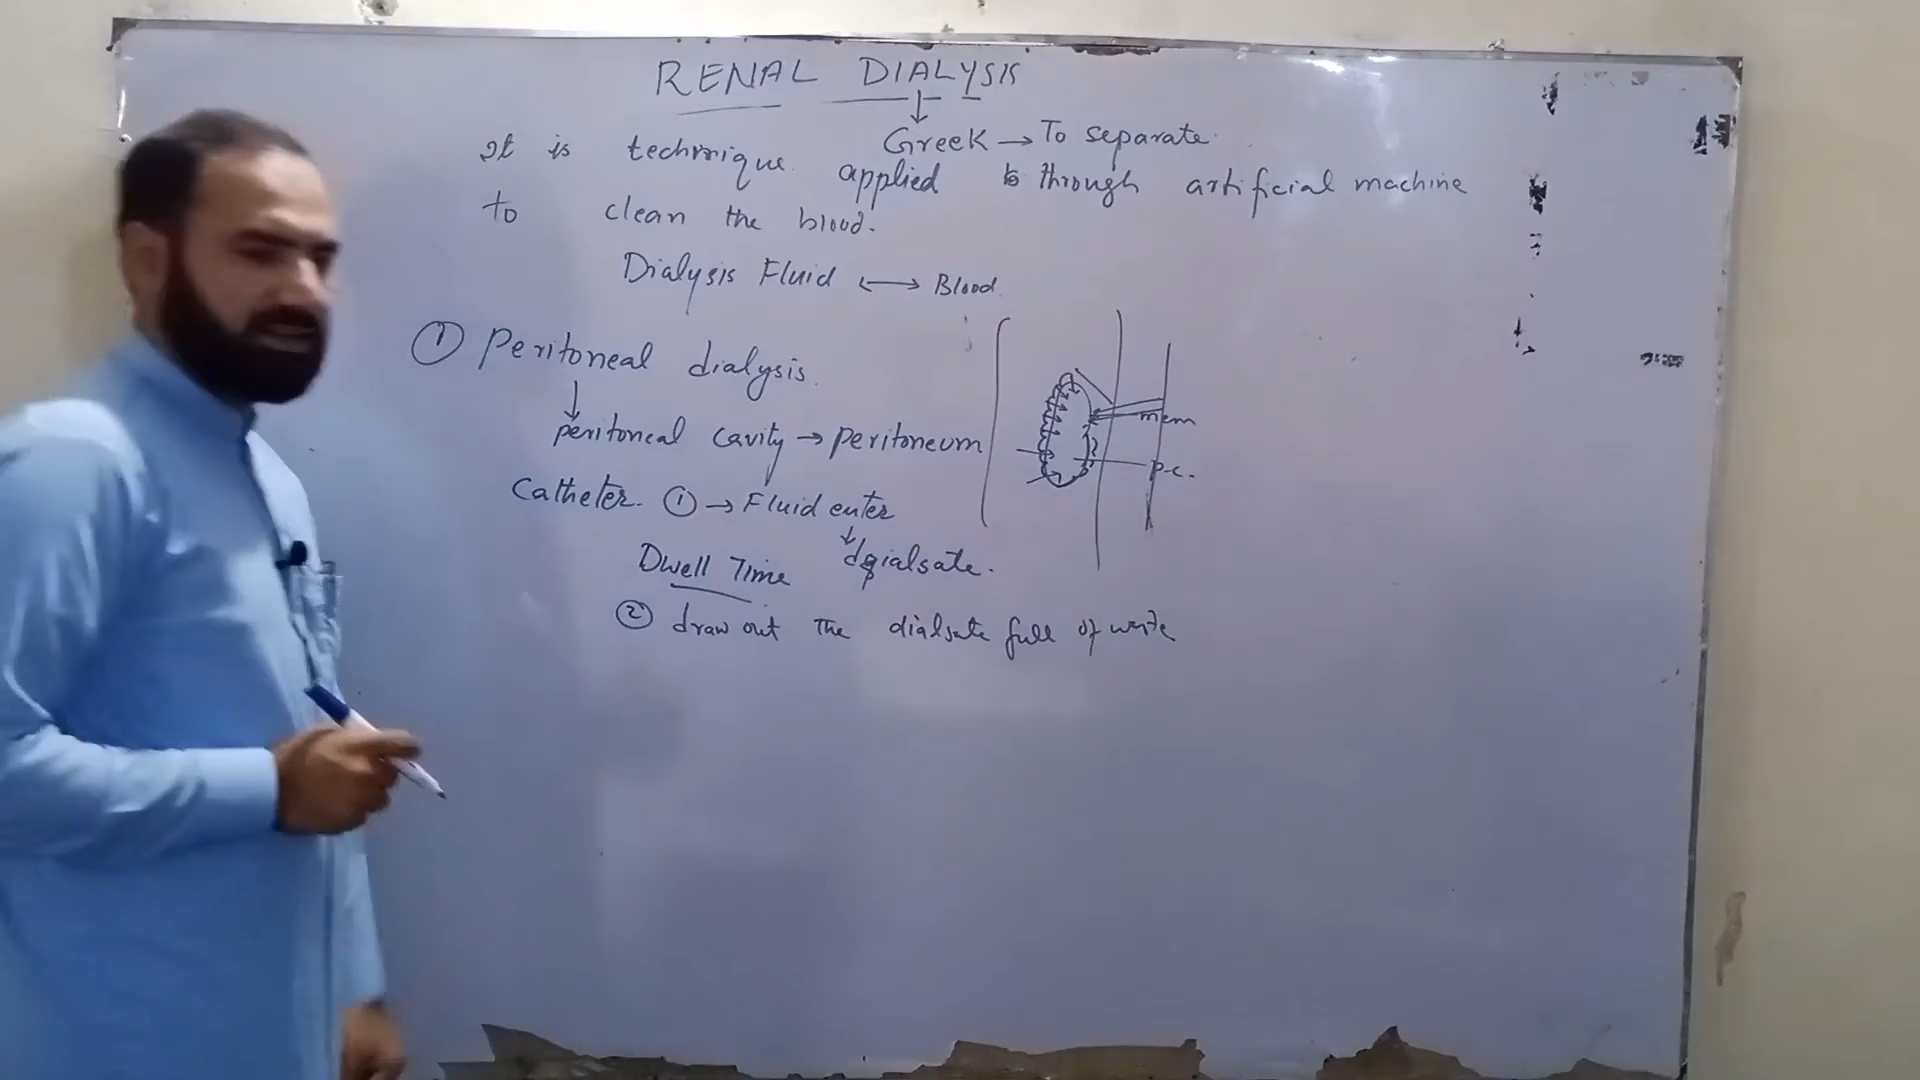 RENAL DIALYSIS
↓
Greek → To separate
It is technique applied through artificial machine
to clean the blood.
Dialysis Fluid ↔ Blood.
① Peritoneal dialysis.
↓
peritoneal cavity → peritoneum
mem
p.c.
Catheter. ① → Fluid enter
↓
Dwell Time dialsate.
② draw out the dialsate full of waste